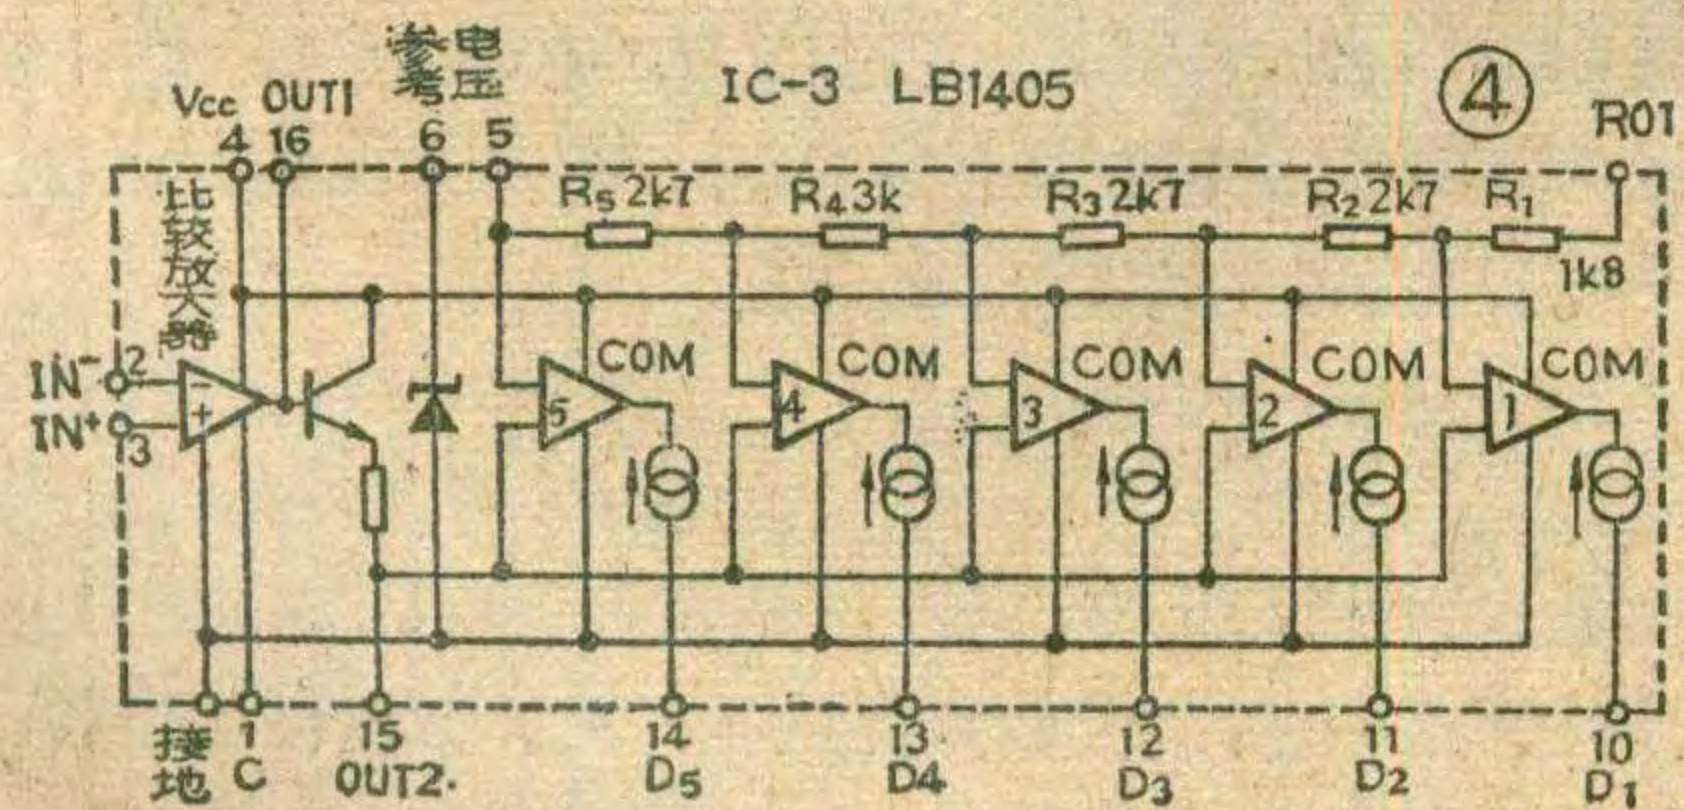 IC-3 LB1405
④
参考
电压
Vcc OUT1
4 16 6 5
R01
比较放大器
R5 2k7
R4 3k
R3 2k7
R2 2k7
R1
1k8
IN- 2
IN+ 3
- +
COM COM COM COM COM
5 4 3 2 1
接地
1 15 14 13 12 11 10
C OUT2. D5 D4 D3 D2 D1